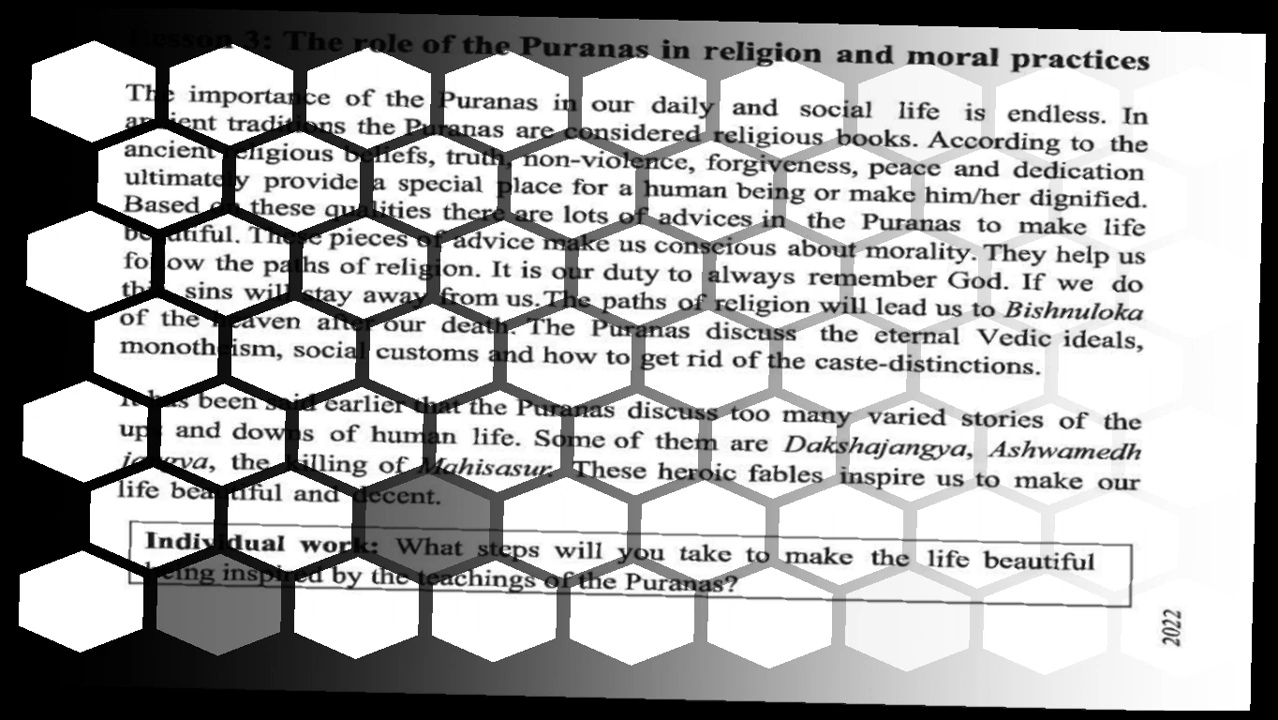 Lesson 3: The role of the Puranas in religion and moral practices
The importance of the Puranas in our daily and social life is endless. In
ancient traditions the Puranas are considered religious books. According to the
ancient religious beliefs, truth, non-violence, forgiveness, peace and dedication
ultimately provide a special place for a human being or make him/her dignified.
Based on these qualities there are lots of advices in the Puranas to make life
beautiful. These pieces of advice make us conscious about morality. They help us
follow the paths of religion. It is our duty to always remember God. If we do
this sins will stay away from us. The paths of religion will lead us to Bishnuloka
of the heaven after our death. The Puranas discuss the eternal Vedic ideals,
monotheism, social customs and how to get rid of the caste-distinctions.
It has been said earlier that the Puranas discuss too many varied stories of the
ups and downs of human life. Some of them are Dakshajangya, Ashwamedh
jangya, the killing of Mahisasur. These heroic fables inspire us to make our
life beautiful and decent.
Individual work: What steps will you take to make the life beautiful
being inspired by the teachings of the Puranas?
2022